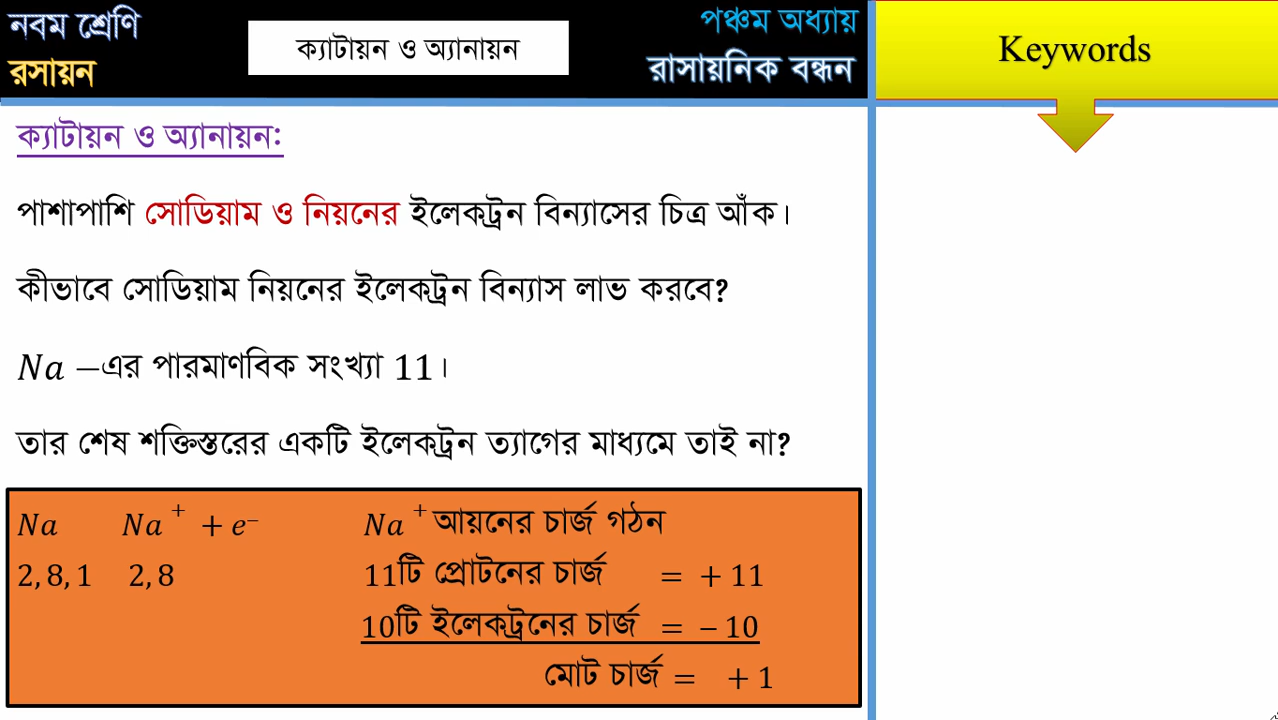 নবম শ্রেণি
রসায়ন
ক্যাটায়ন ও অ্যানায়ন
পঞ্চম অধ্যায়
রাসায়নিক বন্ধন
Keywords
ক্যাটায়ন ও অ্যানায়ন:
পাশাপাশি সোডিয়াম ও নিয়নের ইলেকট্রন বিন্যাসের চিত্র আঁক।
কীভাবে সোডিয়াম নিয়নের ইলেকট্রন বিন্যাস লাভ করবে?
Na –এর পারমাণবিক সংখ্যা 11।
তার শেষ শক্তিস্তরের একটি ইলেকট্রন ত্যাগের মাধ্যমে তাই না?
Na Na⁺ + e⁻
2, 8, 1 2, 8
Na⁺ আয়নের চার্জ গঠন
11টি প্রোটনের চার্জ = + 11
10টি ইলেকট্রনের চার্জ = – 10
মোট চার্জ = + 1